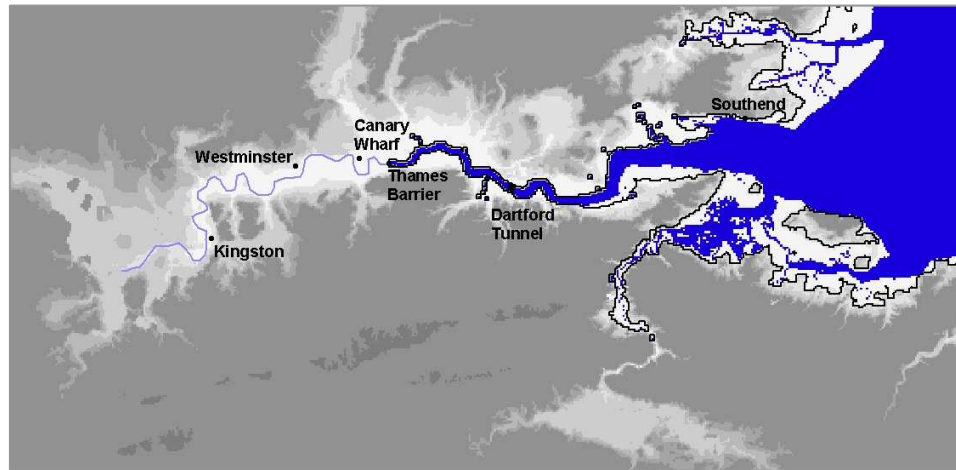 Southend
Canary
Wharf
Westminster
Thames
Barrier
Dartford
Tunnel
Kingston